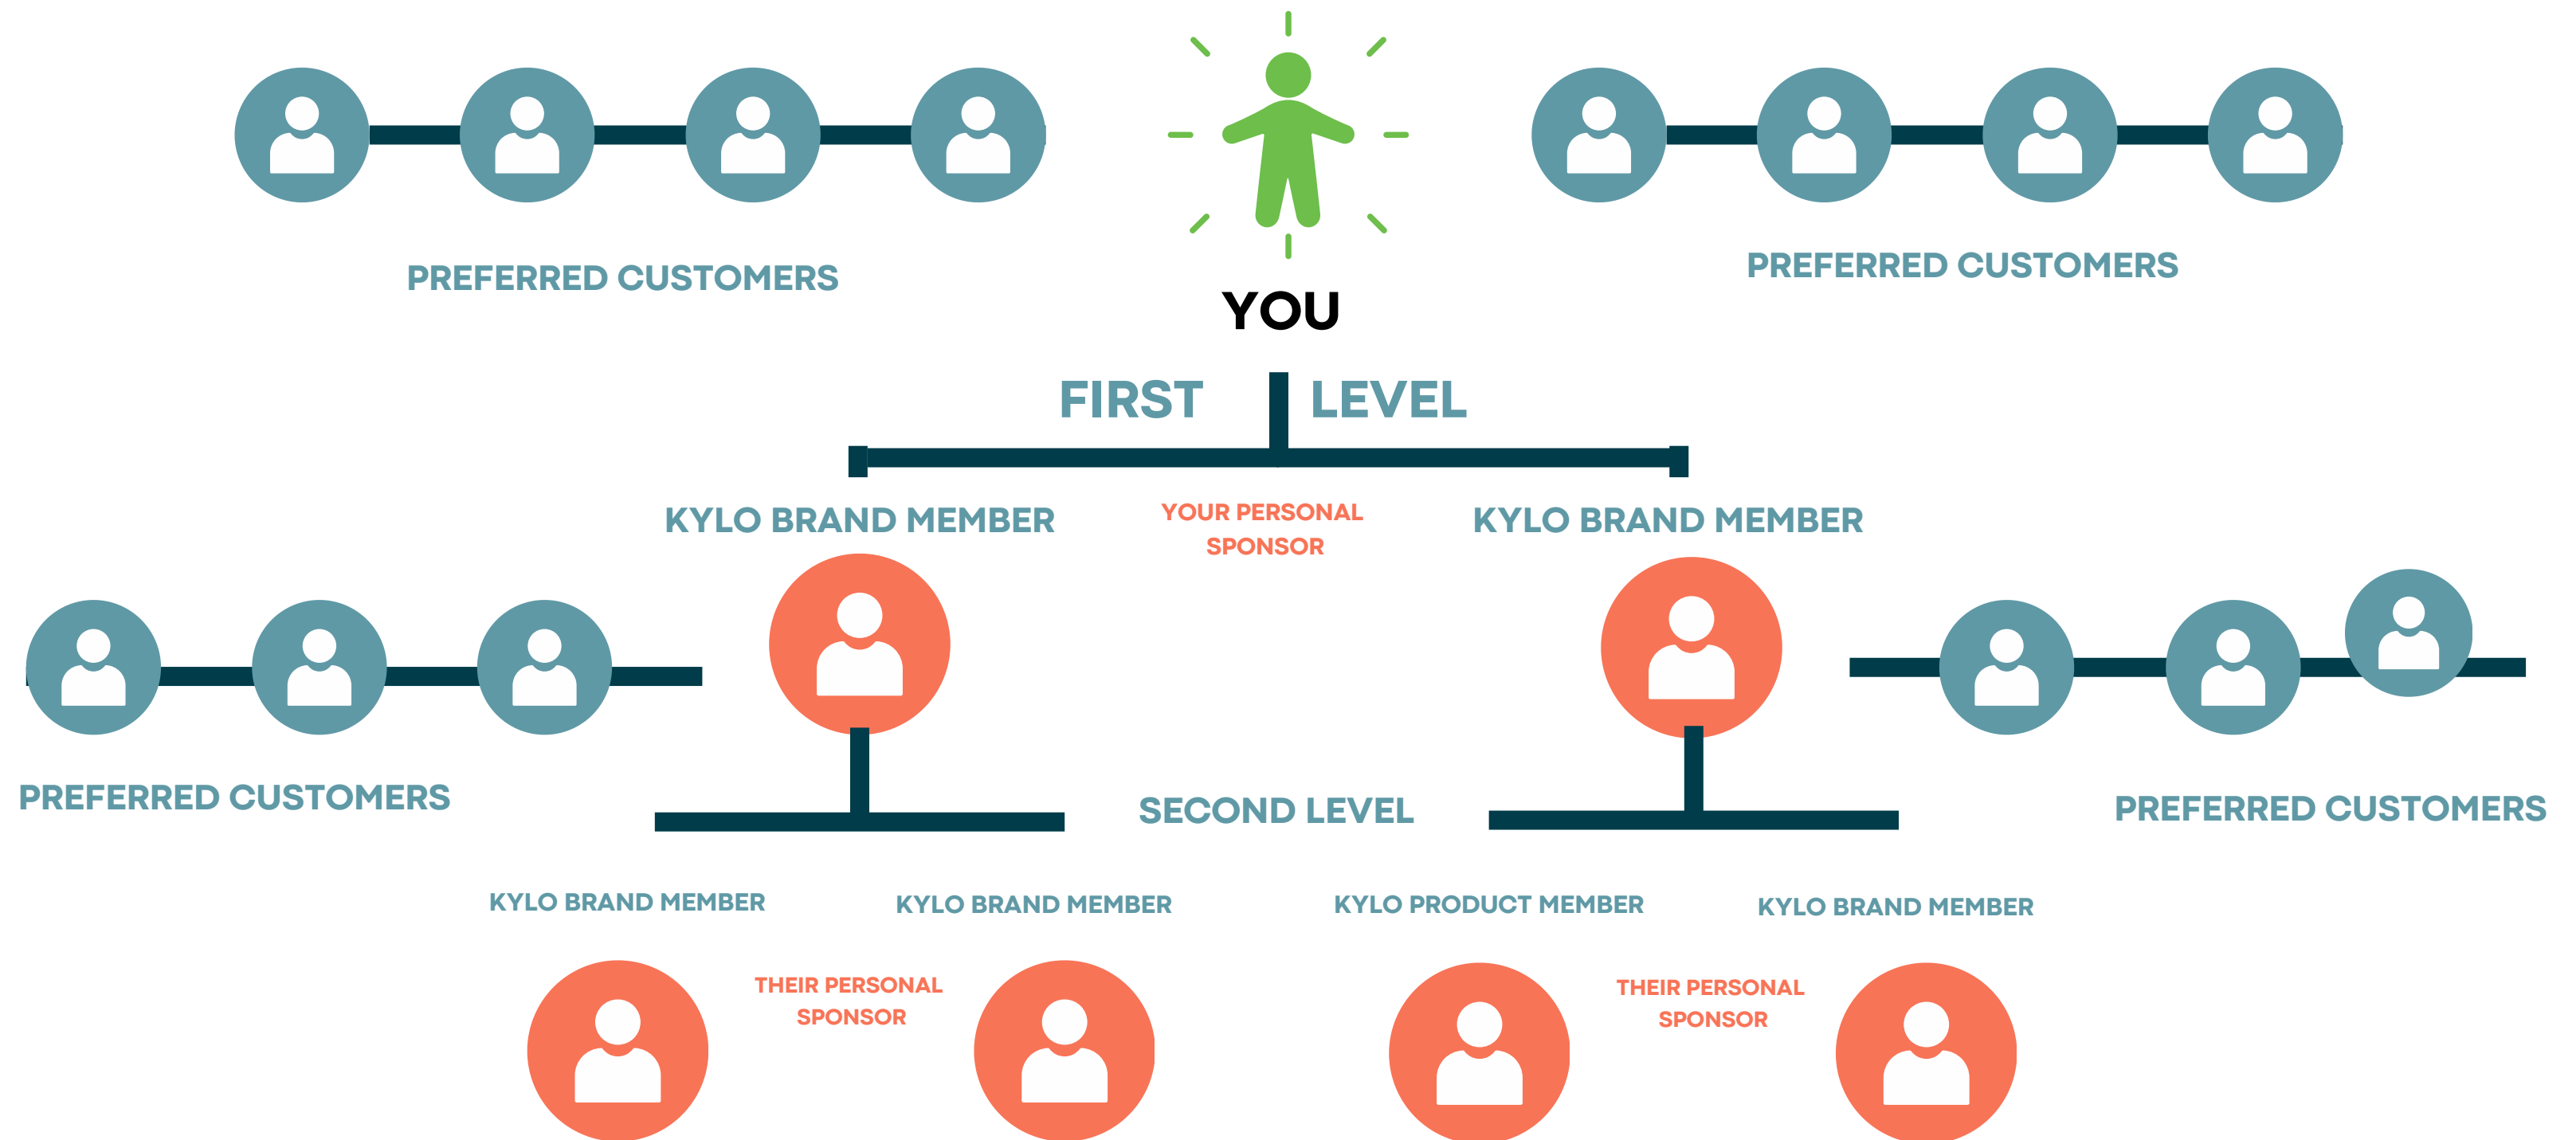 PREFERRED CUSTOMERS
PREFERRED CUSTOMERS
YOU
FIRST LEVEL
KYLO BRAND MEMBER
YOUR PERSONAL
SPONSOR
KYLO BRAND MEMBER
PREFERRED CUSTOMERS
SECOND LEVEL
PREFERRED CUSTOMERS
KYLO BRAND MEMBER
KYLO BRAND MEMBER
KYLO PRODUCT MEMBER
KYLO BRAND MEMBER
THEIR PERSONAL
SPONSOR
THEIR PERSONAL
SPONSOR